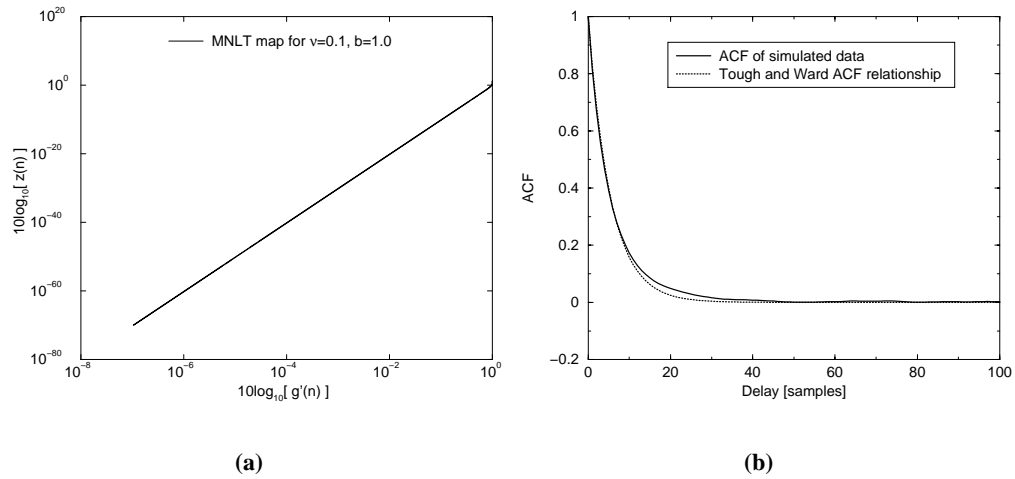 10^20
10^0
10^−20
10^−40
10^−60
10^−80
10log₁₀[ z(n) ]
MNLT map for ν=0.1, b=1.0
10^−8 10^−6 10^−4 10^−2 10^0
10log₁₀[ g'(n) ]
(a)
1
0.8
0.6
0.4
0.2
0
−0.2
ACF
ACF of simulated data
Tough and Ward ACF relationship
0 20 40 60 80 100
Delay [samples]
(b)